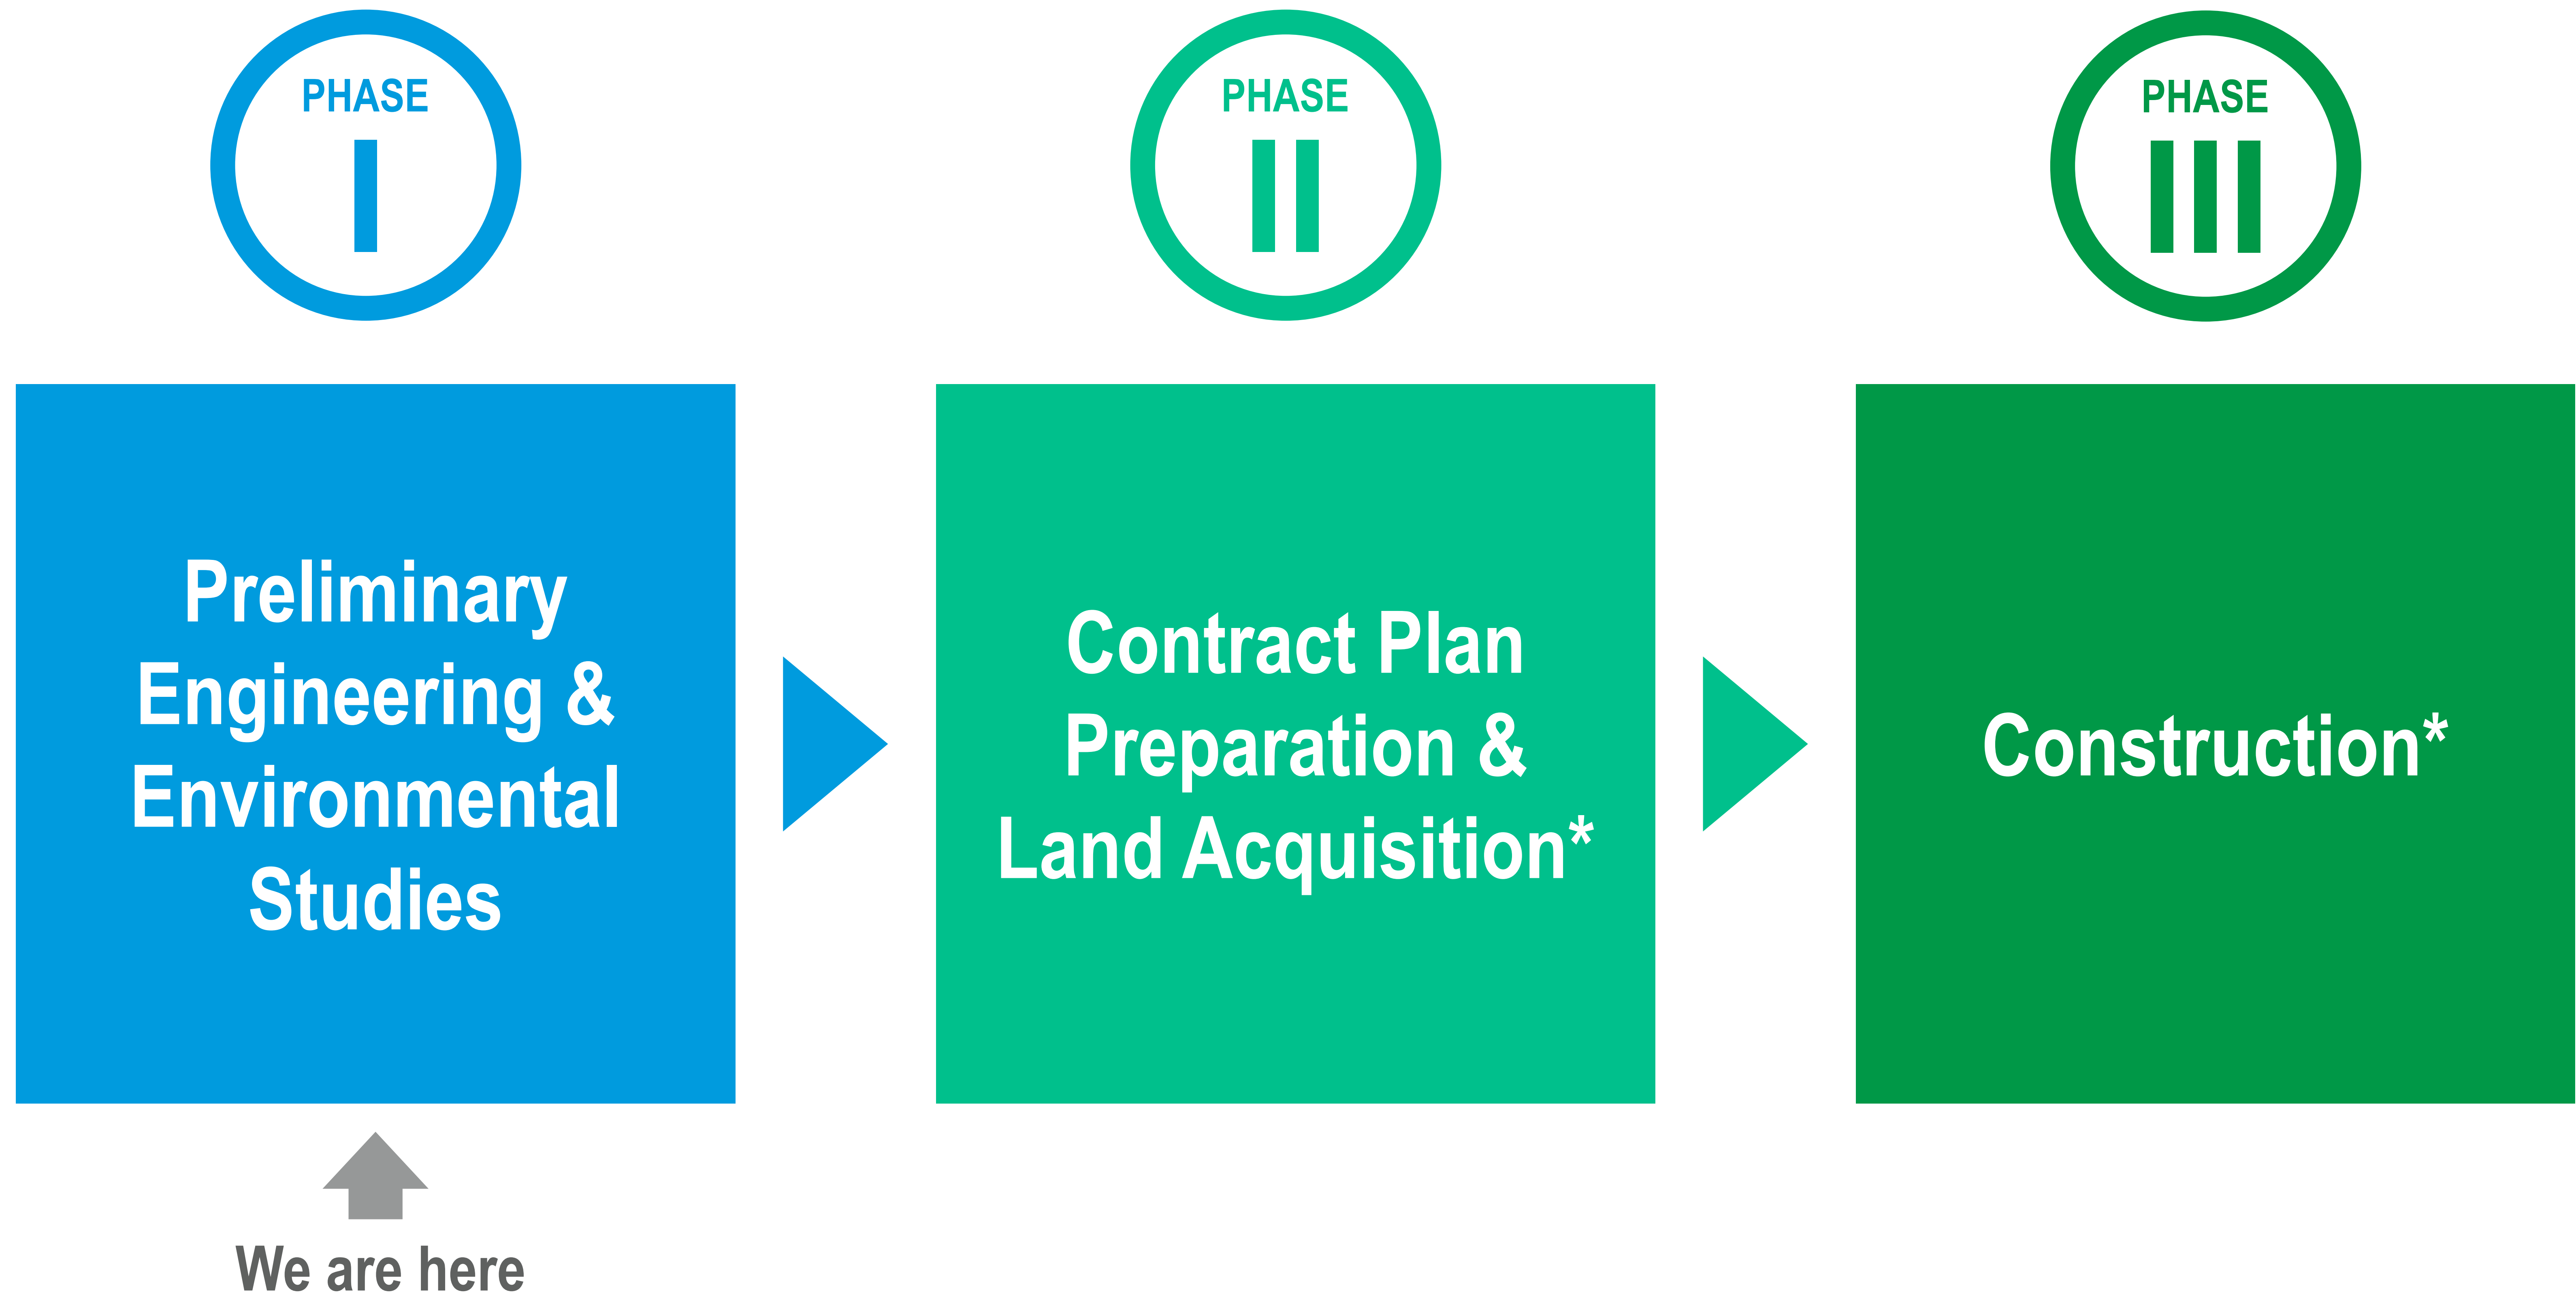 PHASE
I
PHASE
II
PHASE
III
Preliminary
Engineering &
Environmental
Studies
Contract Plan
Preparation &
Land Acquisition*
Construction*
We are here